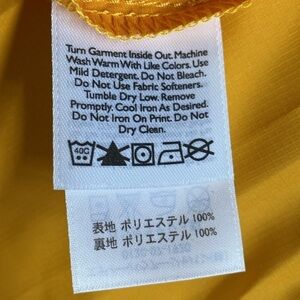 Turn Garment Inside Out. Machine
Wash Warm With Like Colors. Use
Mild Detergent. Do Not Bleach.
Do Not Use Fabric Softeners.
Tumble Dry Low. Remove
Promptly. Cool Iron As Desired.
Do Not Iron On Print. Do Not
Dry Clean.
40C
表地 ポリエステル 100%
裏地 ポリエステル 100%